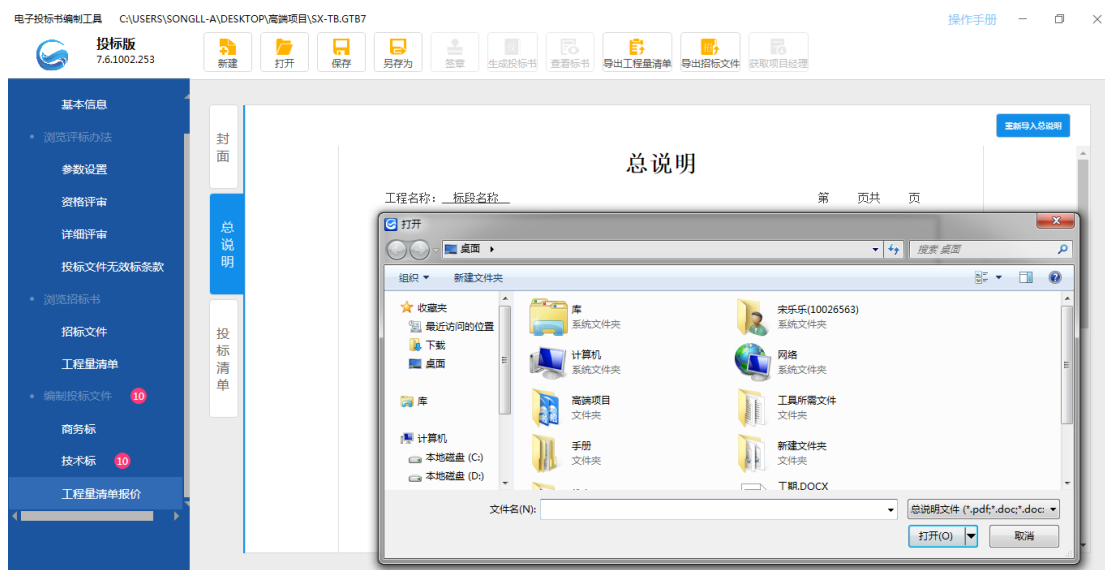 电子投标书编制工具 C:\USERS\SONGLL-A\DESKTOP\高端项目\SX-TB.GTB7 操作手册
投标版
7.6.1002.253
新建 打开 保存 另存为 签章 生成投标书 查看标书 导出工程量清单 导出招标文件 获取项目经理
基本信息
浏览评标办法
参数设置
资格评审
详细评审
投标文件无效标条款
浏览招标书
招标文件
工程量清单
编制投标文件 10
商务标
技术标 10
工程量清单报价
封面
总说明
投标清单
重新导入总说明
总说明
工程名称: 标段名称 第 页共 页
打开
桌面
搜索 桌面
组织 新建文件夹
收藏夹
最近访问的位置
下载
桌面
库
计算机
本地磁盘 (C:)
本地磁盘 (D:)
库
系统文件夹
宋乐乐(10026563)
系统文件夹
计算机
系统文件夹
网络
系统文件夹
高端项目
文件夹
工具所需文件
文件夹
手册
文件夹
新建文件夹
文件夹
工期.DOCX
文件名(N):
总说明文件 (*.pdf;*.doc;*.doc:
打开(O) 取消